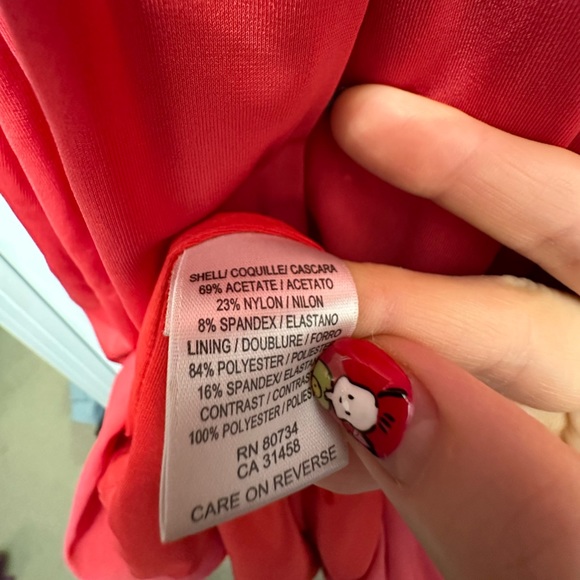 SHELL/ COQUILLE/ CASCARA
69% ACETATE / ACETATO
23% NYLON / NILON
8% SPANDEX / ELASTANO
LINING / DOUBLURE / FORRO
84% POLYESTER /
16% SPANDEX/
CONTRAST /
100% POLYESTER /
RN 80734
CA 31458
CARE ON REVERSE